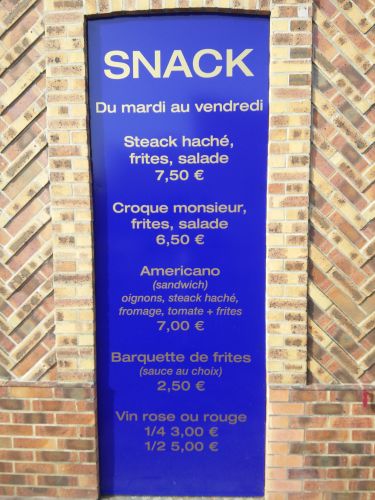 SNACK
Du mardi au vendredi
Steack haché,
frites, salade
7,50 €
Croque monsieur,
frites, salade
6,50 €
Americano
(sandwich)
oignons, steack haché,
fromage, tomate + frites
7,00 €
Barquette de frites
(sauce au choix)
2,50 €
Vin rose ou rouge
1/4 3,00 €
1/2 5,00 €